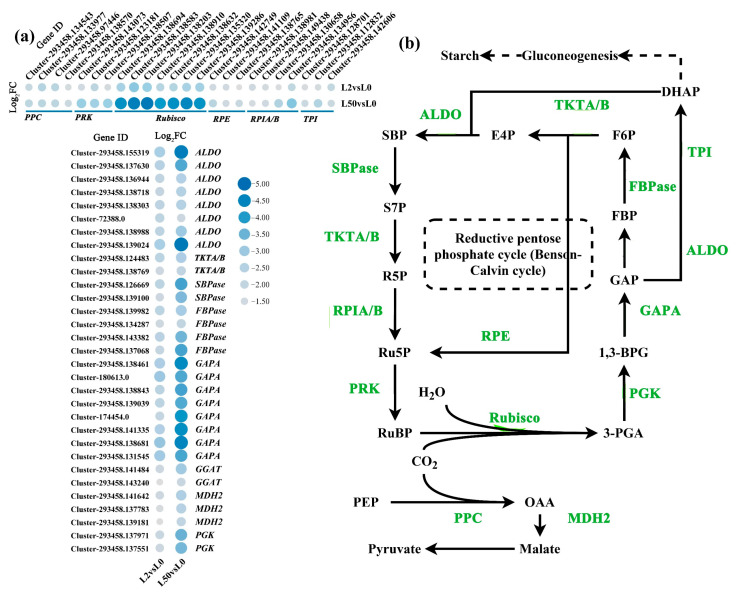 (a)
Gene ID
Cluster-293458.134543
Cluster-293458.133977
Cluster-293458.97446
Cluster-293458.138570
Cluster-293458.143073
Cluster-293458.123181
Cluster-293458.138507
Cluster-293458.138694
Cluster-293458.138583
Cluster-293458.138203
Cluster-293458.138910
Cluster-293458.138632
Cluster-293458.135320
Cluster-293458.139286
Cluster-293458.142749
Cluster-293458.141109
Cluster-293458.138765
Cluster-293458.139438
Cluster-293458.130658
Cluster-293458.134956
Cluster-293458.128701
Cluster-293458.132832
Cluster-293458.142606
Log₂FC
L2vsL0
L50vsL0
PPC PRK Rubisco RPE RPIA/B TPI
Gene ID Log₂FC
Cluster-293458.155319 ALDO
Cluster-293458.137630 ALDO
Cluster-293458.136944 ALDO
Cluster-293458.138718 ALDO
Cluster-293458.138303 ALDO
Cluster-72388.0 ALDO
Cluster-293458.138988 ALDO
Cluster-293458.139024 ALDO
Cluster-293458.124483 TKTA/B
Cluster-293458.138769 TKTA/B
Cluster-293458.126669 SBPase
Cluster-293458.139100 SBPase
Cluster-293458.139982 FBPase
Cluster-293458.134287 FBPase
Cluster-293458.143382 FBPase
Cluster-293458.137068 FBPase
Cluster-293458.138461 GAPA
Cluster-180613.0 GAPA
Cluster-293458.138843 GAPA
Cluster-293458.139039 GAPA
Cluster-174454.0 GAPA
Cluster-293458.141335 GAPA
Cluster-293458.138681 GAPA
Cluster-293458.131545 GAPA
Cluster-293458.141484 GGAT
Cluster-293458.143240 GGAT
Cluster-293458.141642 MDH2
Cluster-293458.137783 MDH2
Cluster-293458.139181 MDH2
Cluster-293458.137971 PGK
Cluster-293458.137551 PGK
L2vsL0
L50vsL0
-5.00
-4.50
-4.00
-3.50
-3.00
-2.50
-2.00
-1.50
(b)
Starch Gluconeogenesis
DHAP
ALDO TKTA/B
SBP E4P F6P
TPI
SBPase
FBPase
S7P
FBP
TKTA/B
Reductive pentose
phosphate cycle (Benson-
Calvin cycle)
ALDO
R5P GAP
RPIA/B GAPA
RPE
Ru5P 1,3-BPG
PRK PGK
H₂O
Rubisco
RuBP 3-PGA
CO₂
PEP OAA
PPC MDH2
Pyruvate Malate